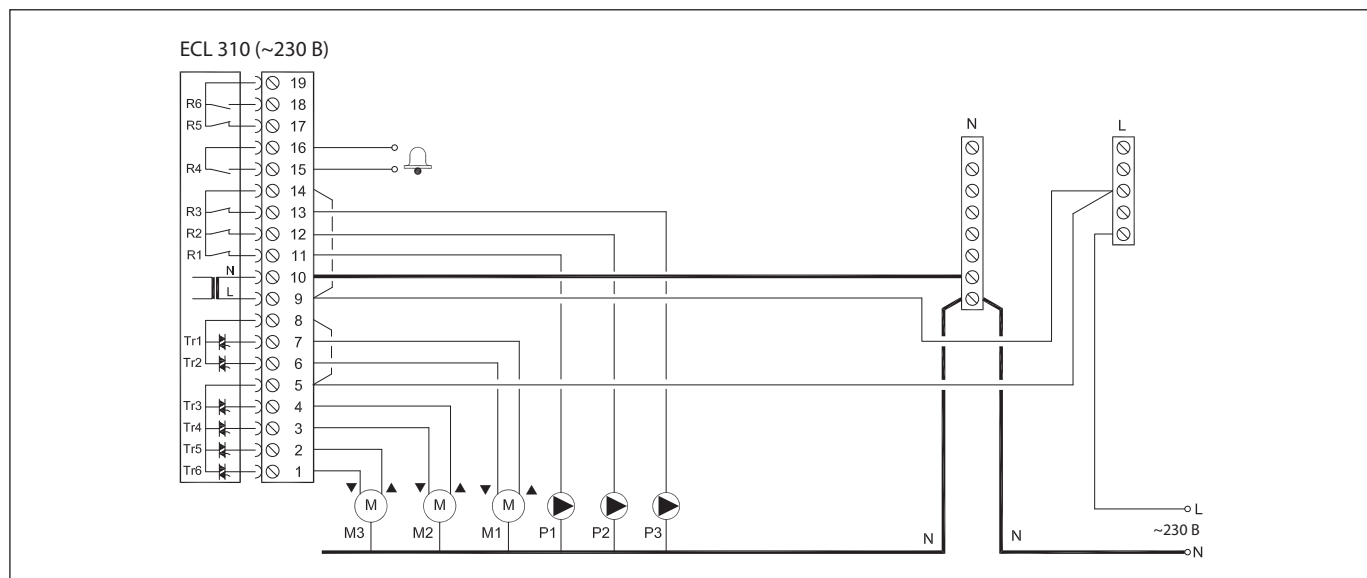 ECL 310 (~230 В)
19
R6 18
R5 17
16
R4 15
14
R3 13
R2 12
R1 11
N 10
L 9
8
Tr1 7
Tr2 6
5
Tr3 4
Tr4 3
Tr5 2
Tr6 1
N
L
M M M
M3 M2 M1 P1 P2 P3
N N
L
~230 В
N